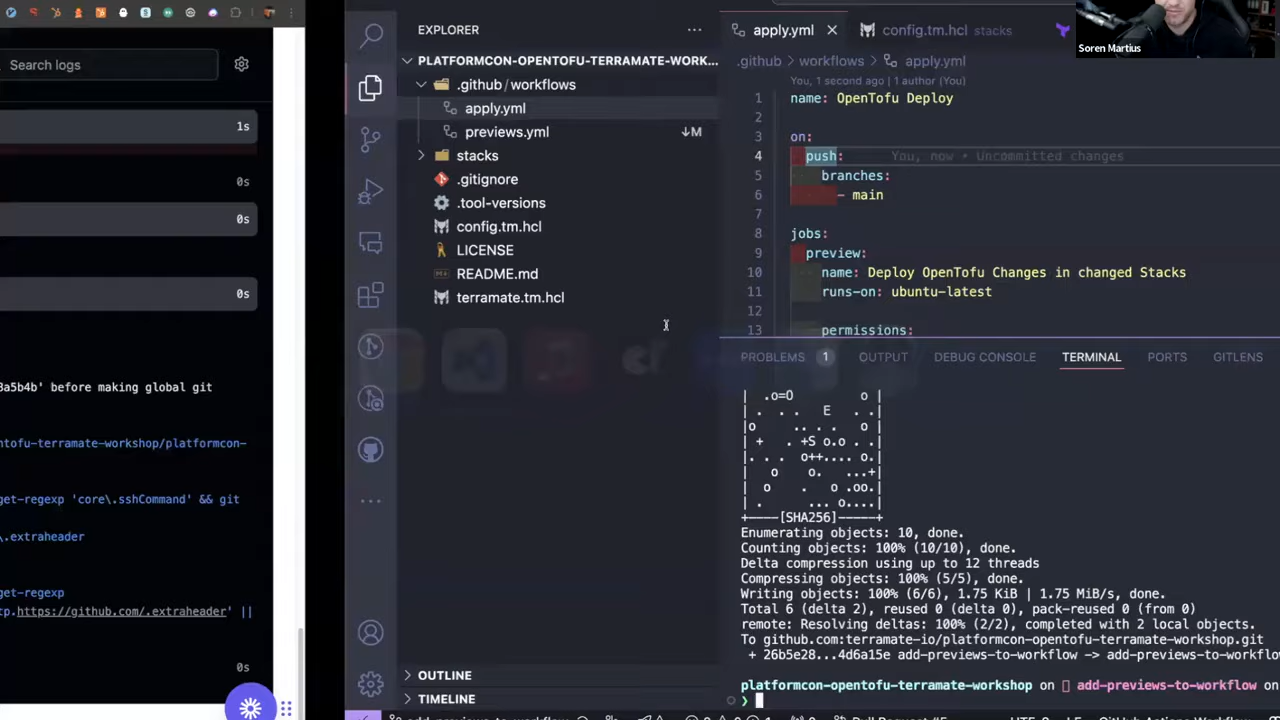 Search logs
1s
0s
0s
0s
3a5b4b' before making global git
entofu-terramate-workshop/platformcon-
get-regexp 'core\.sshCommand' && git
\.extraheader
get-regexp
tp.https://github.com/.extraheader' ||
0s
EXPLORER
PLATFORMCON-OPENTOFU-TERRAMATE-WORK...
.github/workflows
apply.yml
previews.yml
↓M
stacks
.gitignore
.tool-versions
config.tm.hcl
LICENSE
README.md
terramate.tm.hcl
OUTLINE
TIMELINE
apply.yml
config.tm.hcl stacks
Soren Martius
.github > workflows > apply.yml
You, 1 second ago | 1 author (You)
1 name: OpenTofu Deploy
2
3 on:
4 push: You, now • Uncommitted changes
5 branches:
6 - main
7
8 jobs:
9 preview:
10 name: Deploy OpenTofu Changes in changed Stacks
11 runs-on: ubuntu-latest
12
13 permissions:
PROBLEMS 1 OUTPUT DEBUG CONSOLE TERMINAL PORTS GITLENS
| .o=O o |
| . . . E . .|
|o .. . . o |
| + . +S o.o . .|
|. . . o++.... o.|
| o o. ...+|
| o . o .oo.|
| . ... o....|
+----[SHA256]-----+
Enumerating objects: 10, done.
Counting objects: 100% (10/10), done.
Delta compression using up to 12 threads
Compressing objects: 100% (5/5), done.
Writing objects: 100% (6/6), 1.75 KiB | 1.75 MiB/s, done.
Total 6 (delta 2), reused 0 (delta 0), pack-reused 0 (from 0)
remote: Resolving deltas: 100% (2/2), completed with 2 local objects.
To github.com:terramate-io/platformcon-opentofu-terramate-workshop.git
+ 26b5e28...4d6a15e add-previews-to-workflow -> add-previews-to-workflo
platformcon-opentofu-terramate-workshop on add-previews-to-workflow on
❯